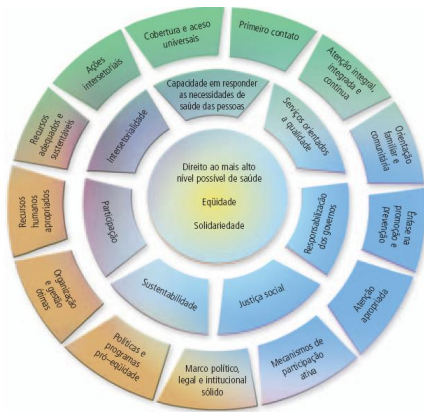 Cobertura e aceso
universais
Primeiro contato
Atenção integral,
integrada e
contínua
Orientação
familiar e
comunitária
Ênfase na
promoção e
prevenção
Atenção
apropriada
Mecanismos de
participação
ativa
Marco político,
legal e intitucional
sólido
Políticas e
programas
pró-eqüidade
Organização
e gestão
ótimas
Recursos
humanos
apropriados
Recursos
adequados e
sustentáveis
Ações
intersetoriais
Capacidade em responder
as necessidades de
saúde das pessoas
Serviços orientados
a qualidade
Responsabilização
dos governos
Justiça social
Sustentabilidade
Participação
Intersetorialidade
Direito ao mais alto
nível possível de saúde
Eqüidade
Solidariedade